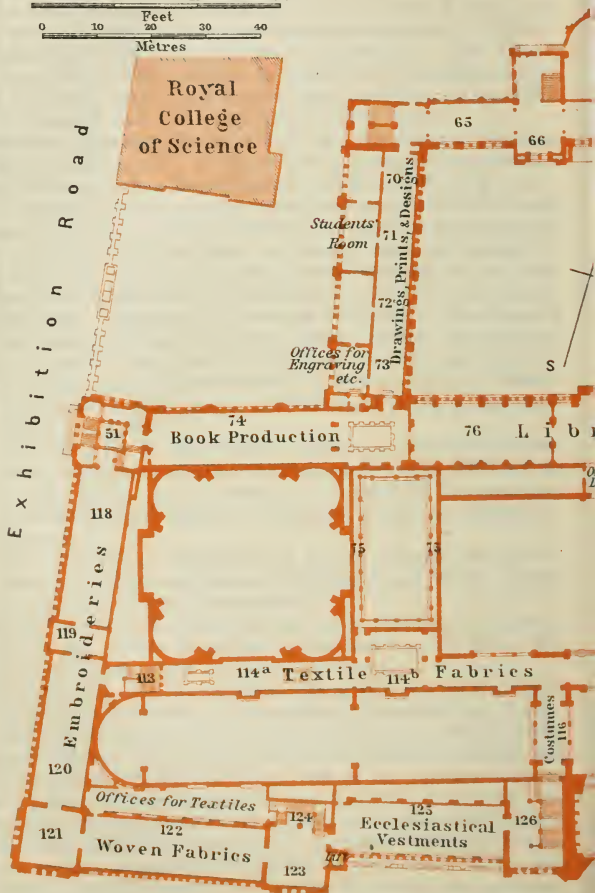 Feet
0 10 20 30 40
Metres
Royal
College
of Science
Exhibition Road
65
66
70
Students'
Room
71
72
73
Drawings, Prints, & Designs
Offices for
Engraving
etc.
S
51
74
Book Production
76
Libr
118
119
120
Embroideries
75
75
113
114a Textile
114b Fabrics
Costumes
116
Offices for Textiles
124
125
Ecclesiastical
Vestments
126
121
122
Woven Fabrics
123
Lift